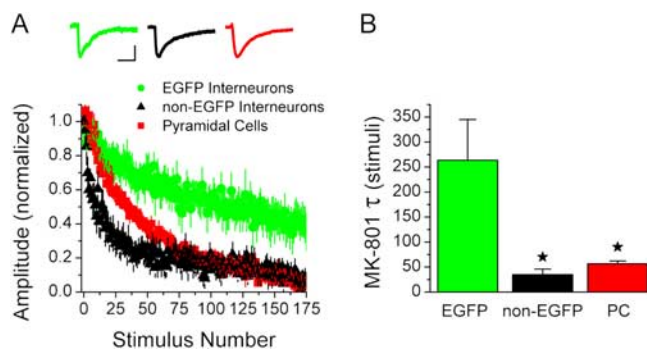 A
EGFP Interneurons
non-EGFP Interneurons
Pyramidal Cells
Amplitude (normalized)
1.0
0.8
0.6
0.4
0.2
0.0
0 25 50 75 100 125 150 175
Stimulus Number
B
MK-801 τ (stimuli)
350
300
250
200
150
100
50
0
★
★
EGFP non-EGFP PC